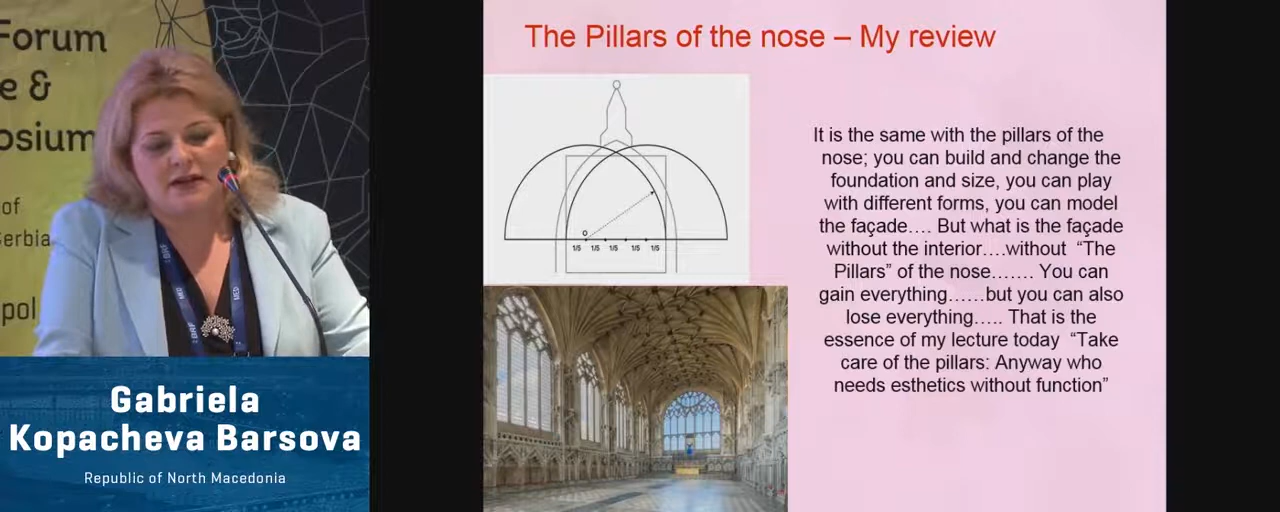 Forum
e &
osium
of
Serbia
pol
BRF
MED
MED
BRF
Gabriela
Kopacheva Barsova
Republic of North Macedonia
The Pillars of the nose – My review
O
1/5 1/5 1/5 1/5 1/5
It is the same with the pillars of the
nose; you can build and change the
foundation and size, you can play
with different forms, you can model
the façade…. But what is the façade
without the interior….without “The
Pillars” of the nose……. You can
gain everything……but you can also
lose everything….. That is the
essence of my lecture today “Take
care of the pillars: Anyway who
needs esthetics without function”